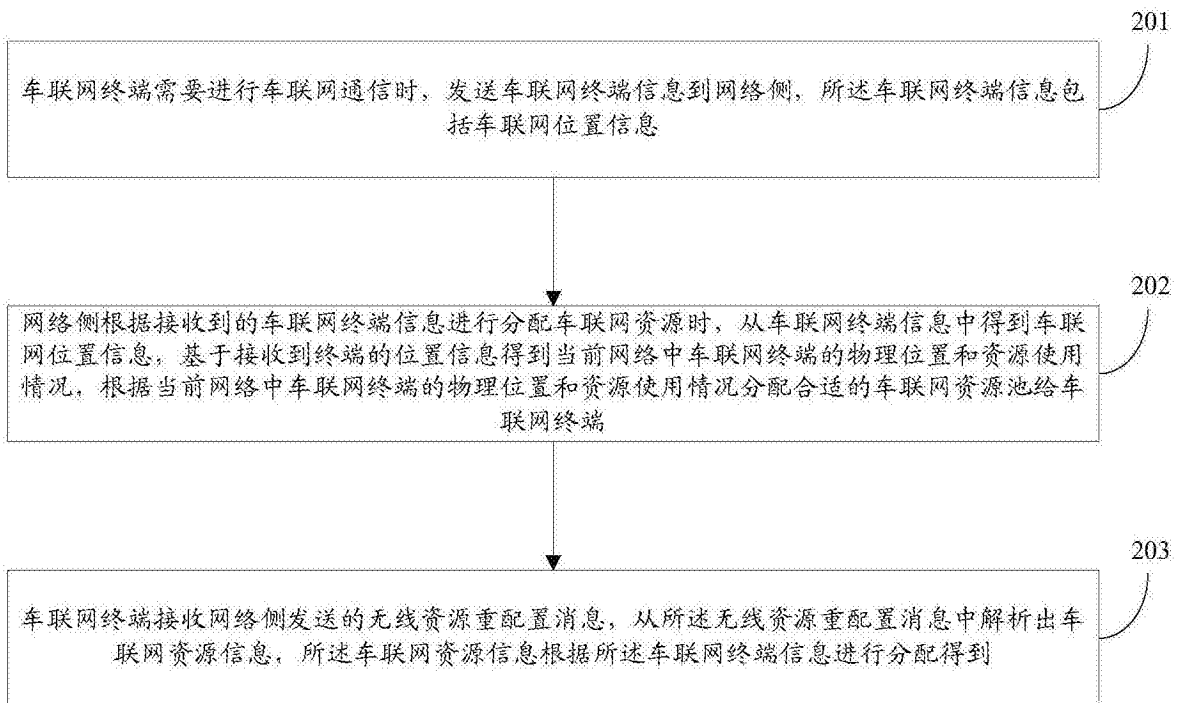 201
车联网终端需要进行车联网通信时，发送车联网终端信息到网络侧，所述车联网终端信息包
括车联网位置信息
202
网络侧根据接收到的车联网终端信息进行分配车联网资源时，从车联网终端信息中得到车联
网位置信息，基于接收到终端的位置信息得到当前网络中车联网终端的物理位置和资源使用
情况，根据当前网络中车联网终端的物理位置和资源使用情况分配合适的车联网资源池给车
联网终端
203
车联网终端接收网络侧发送的无线资源重配置消息，从所述无线资源重配置消息中解析出车
联网资源信息，所述车联网资源信息根据所述车联网终端信息进行分配得到